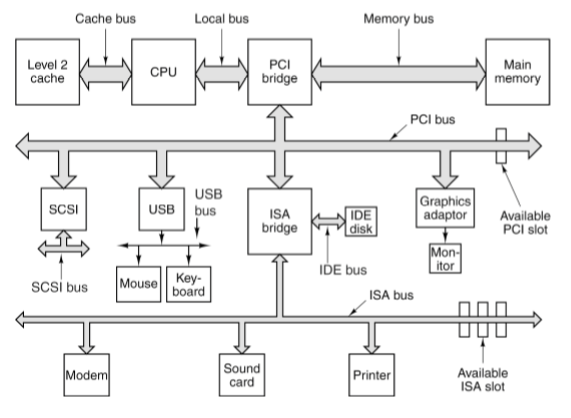 Cache bus
Local bus
Memory bus
Level 2
cache
CPU
PCI
bridge
Main
memory
PCI bus
SCSI
USB
USB
bus
ISA
bridge
IDE
disk
Graphics
adaptor
Available
PCI slot
Mon-
itor
SCSI bus
Mouse
Key-
board
IDE bus
ISA bus
Modem
Sound
card
Printer
Available
ISA slot